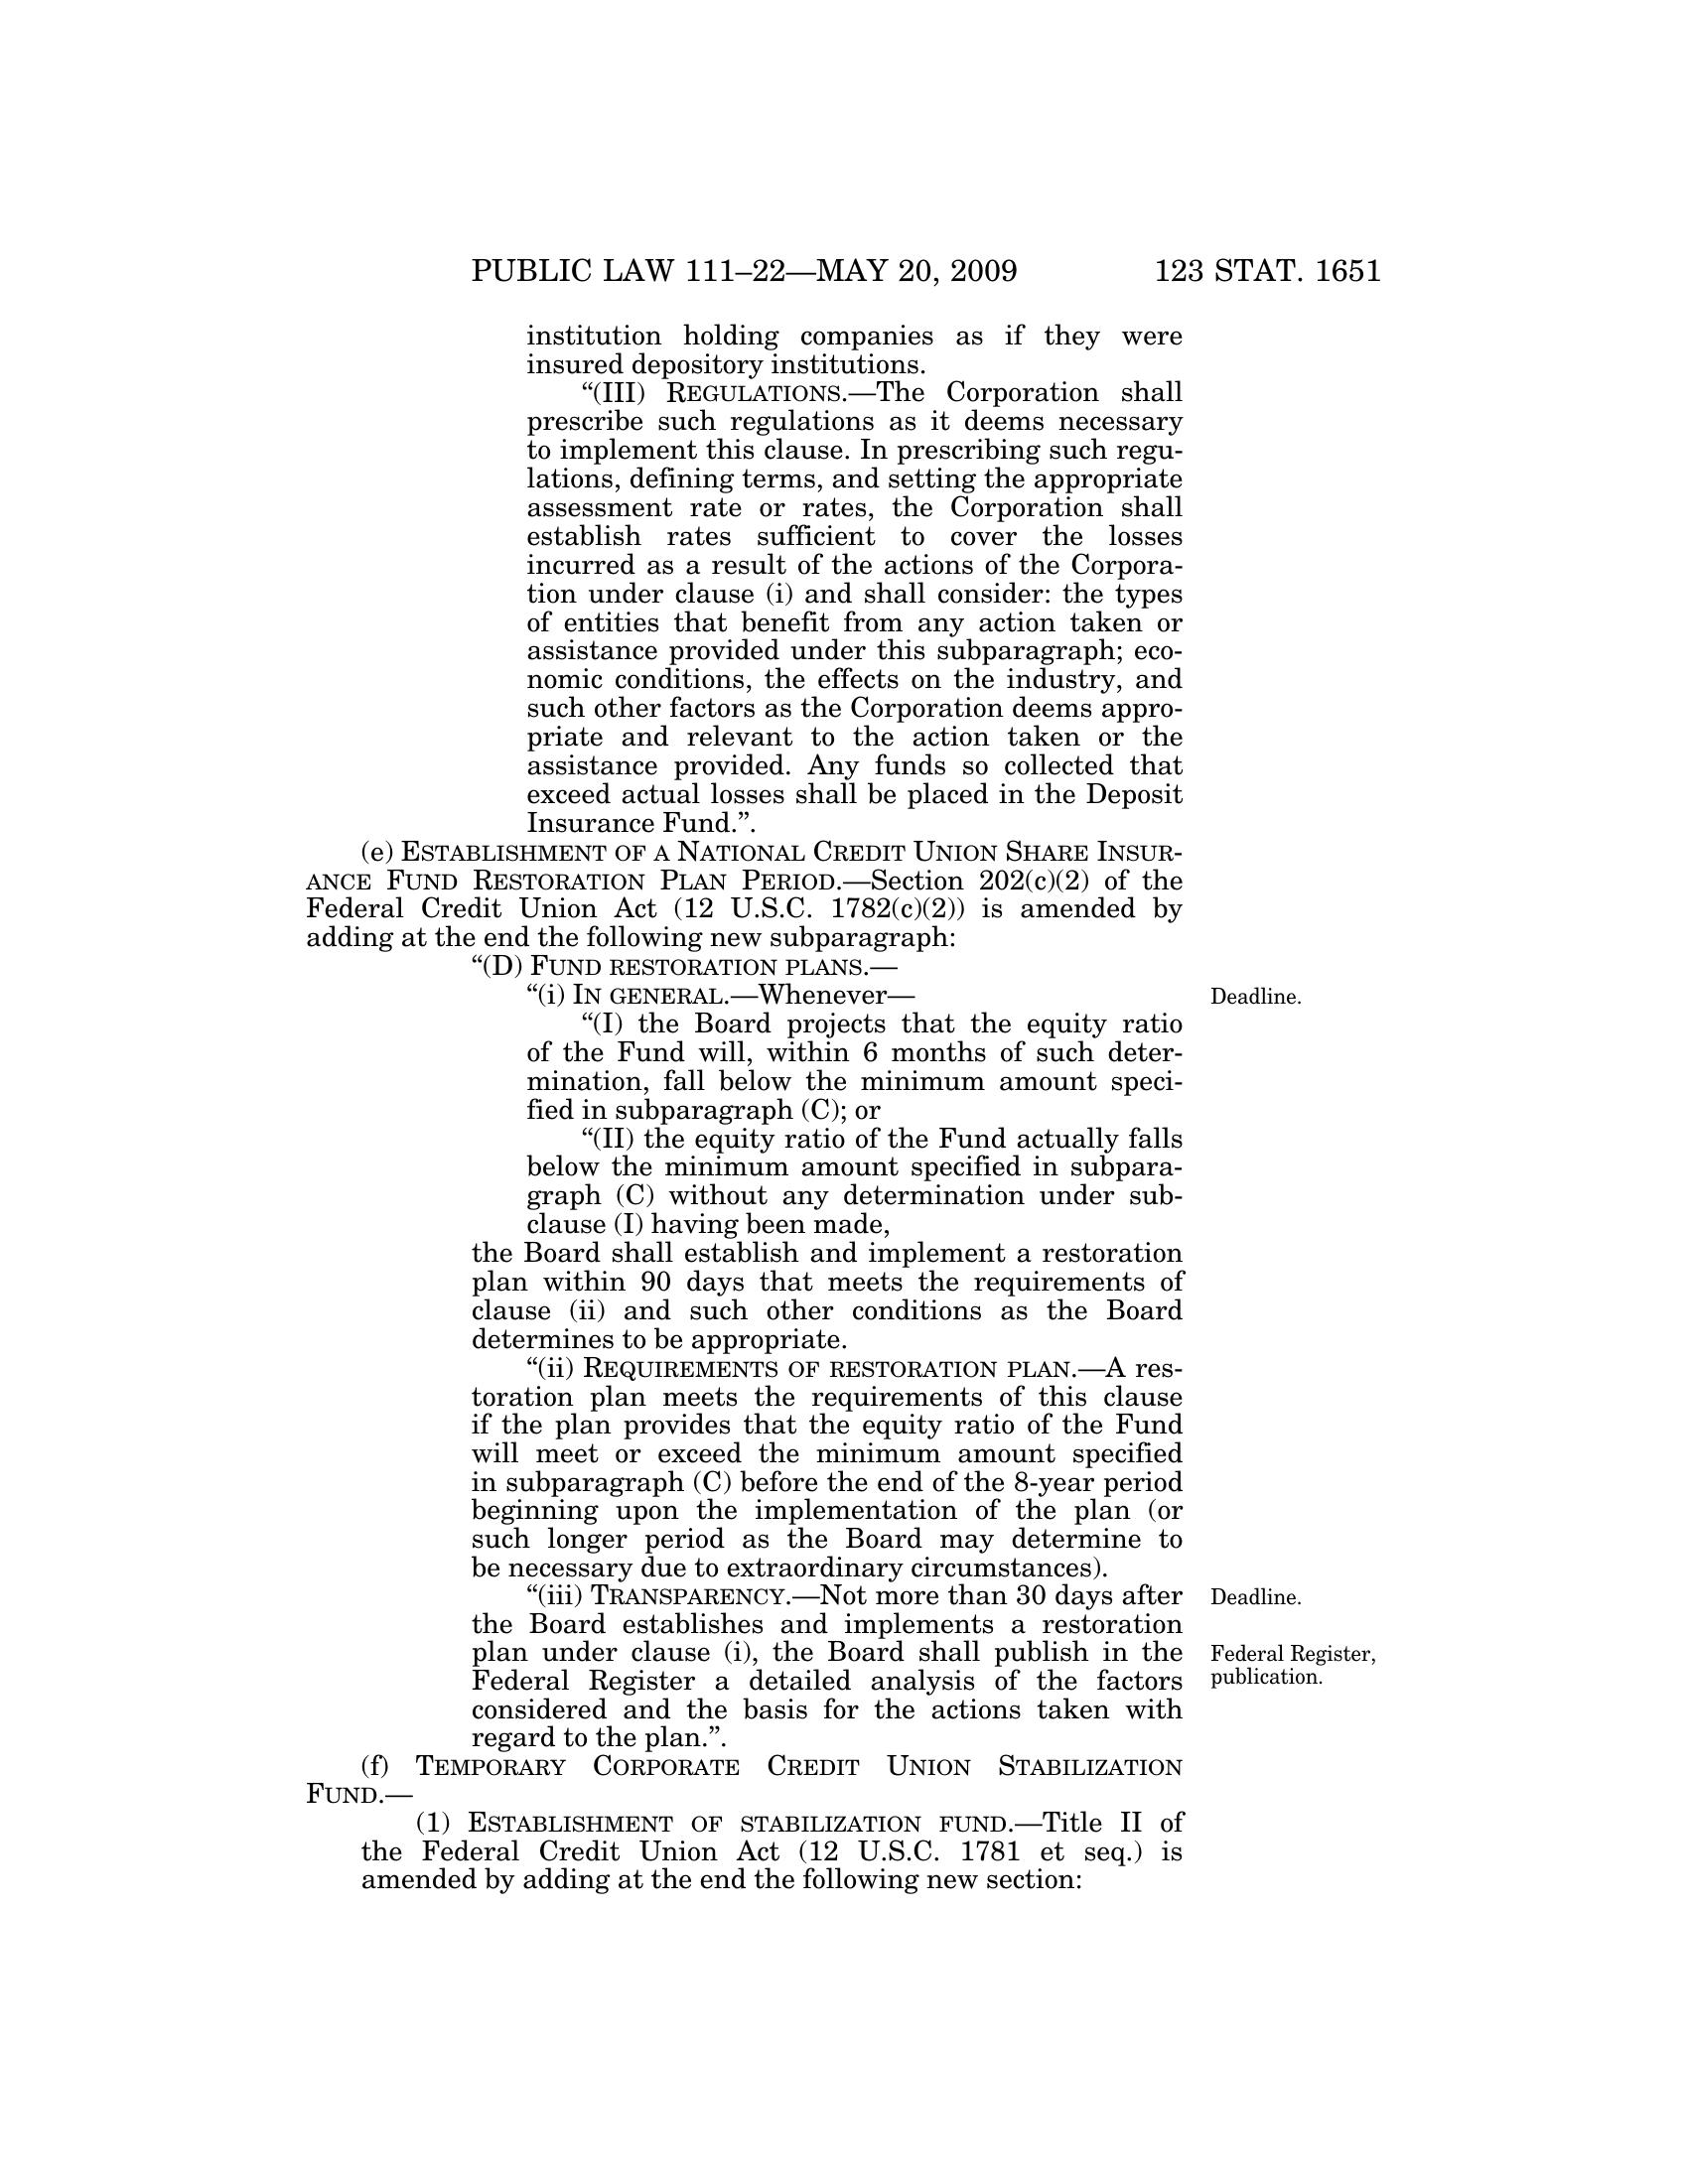 PUBLIC LAW 111–22—MAY 20, 2009 123 STAT. 1651
institution holding companies as if they were
insured depository institutions.
“(III) REGULATIONS.—The Corporation shall
prescribe such regulations as it deems necessary
to implement this clause. In prescribing such regu-
lations, defining terms, and setting the appropriate
assessment rate or rates, the Corporation shall
establish rates sufficient to cover the losses
incurred as a result of the actions of the Corpora-
tion under clause (i) and shall consider: the types
of entities that benefit from any action taken or
assistance provided under this subparagraph; eco-
nomic conditions, the effects on the industry, and
such other factors as the Corporation deems appro-
priate and relevant to the action taken or the
assistance provided. Any funds so collected that
exceed actual losses shall be placed in the Deposit
Insurance Fund.”.
(e) ESTABLISHMENT OF A NATIONAL CREDIT UNION SHARE INSUR-
ANCE FUND RESTORATION PLAN PERIOD.—Section 202(c)(2) of the
Federal Credit Union Act (12 U.S.C. 1782(c)(2)) is amended by
adding at the end the following new subparagraph:
“(D) FUND RESTORATION PLANS.—
“(i) IN GENERAL.—Whenever—
Deadline.
“(I) the Board projects that the equity ratio
of the Fund will, within 6 months of such deter-
mination, fall below the minimum amount speci-
fied in subparagraph (C); or
“(II) the equity ratio of the Fund actually falls
below the minimum amount specified in subpara-
graph (C) without any determination under sub-
clause (I) having been made,
the Board shall establish and implement a restoration
plan within 90 days that meets the requirements of
clause (ii) and such other conditions as the Board
determines to be appropriate.
“(ii) REQUIREMENTS OF RESTORATION PLAN.—A res-
toration plan meets the requirements of this clause
if the plan provides that the equity ratio of the Fund
will meet or exceed the minimum amount specified
in subparagraph (C) before the end of the 8-year period
beginning upon the implementation of the plan (or
such longer period as the Board may determine to
be necessary due to extraordinary circumstances).
“(iii) TRANSPARENCY.—Not more than 30 days after
Deadline.
the Board establishes and implements a restoration
plan under clause (i), the Board shall publish in the
Federal Register,
publication.
Federal Register a detailed analysis of the factors
considered and the basis for the actions taken with
regard to the plan.”.
(f) TEMPORARY CORPORATE CREDIT UNION STABILIZATION
FUND.—
(1) ESTABLISHMENT OF STABILIZATION FUND.—Title II of
the Federal Credit Union Act (12 U.S.C. 1781 et seq.) is
amended by adding at the end the following new section: